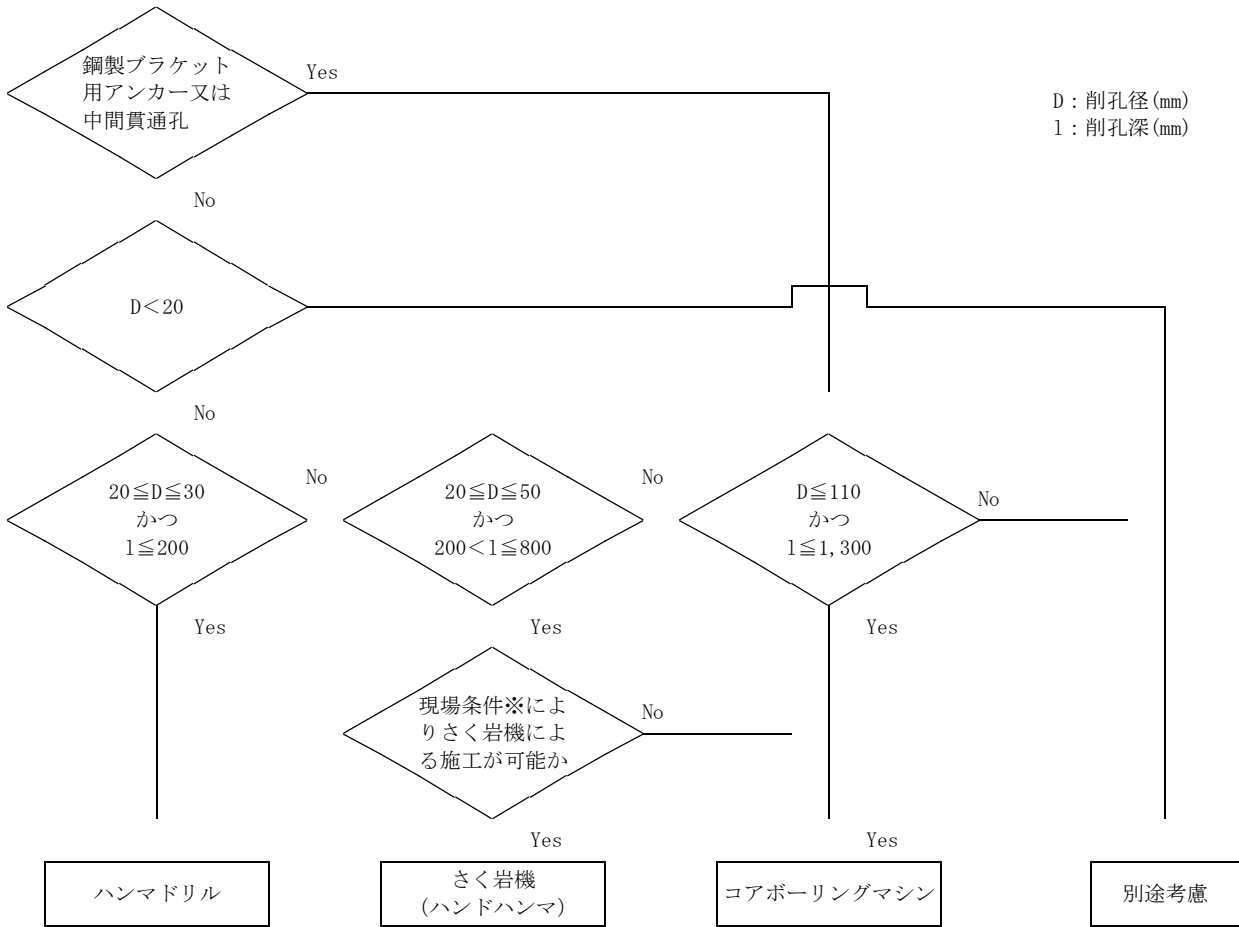 鋼製ブラケット
用アンカー又は
中間貫通孔
Yes
D：削孔径(mm)
l：削孔深(mm)
No
D＜20
No
20≦D≦30
かつ
l≦200
No
20≦D≦50
かつ
200＜l≦800
No
D≦110
かつ
l≦1,300
No
Yes
Yes
Yes
現場条件※によ
りさく岩機によ
る施工が可能か
No
Yes
Yes
ハンマドリル
さく岩機
(ハンドハンマ)
コアボーリングマシン
別途考慮